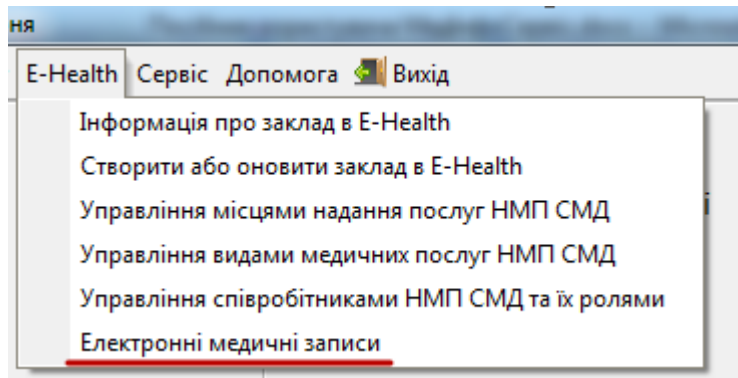 ня
E-Health Сервіс Допомога Вихід
Інформація про заклад в E-Health
Створити або оновити заклад в E-Health
Управління місцями надання послуг НМП СМД
і
Управління видами медичних послуг НМП СМД
Управління співробітниками НМП СМД та їх ролями
Електронні медичні записи